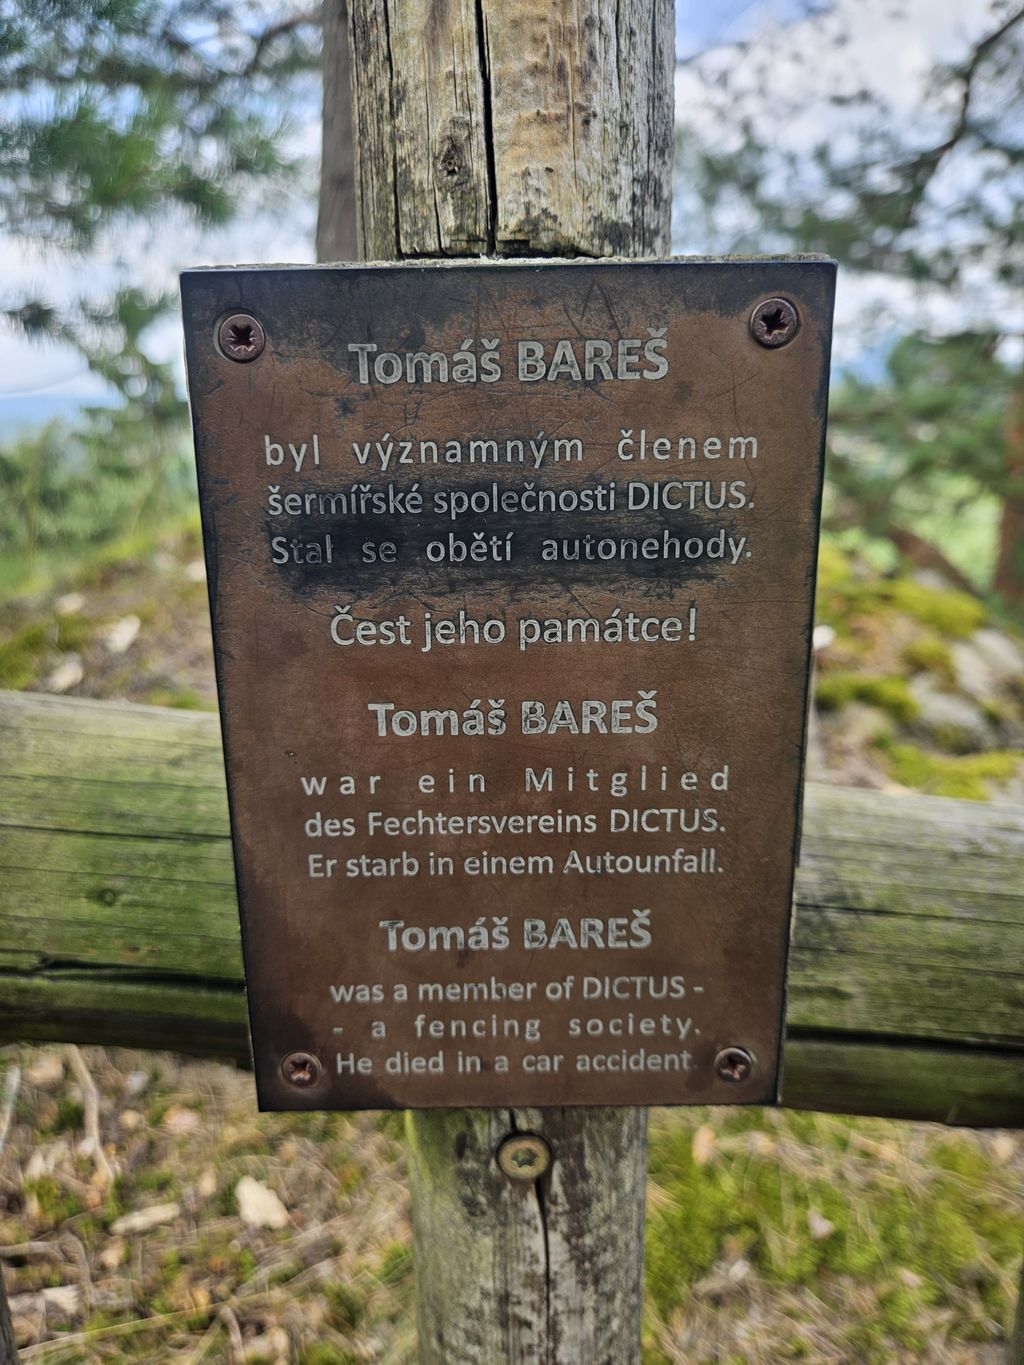 Tomáš BAREŠ
byl významným členem
šermířské společnosti DICTUS.
Stal se obětí autonehody.
Čest jeho památce!
Tomáš BAREŠ
war ein Mitglied
des Fechtersvereins DICTUS.
Er starb in einem Autounfall.
Tomáš BAREŠ
was a member of DICTUS -
- a fencing society.
He died in a car accident.